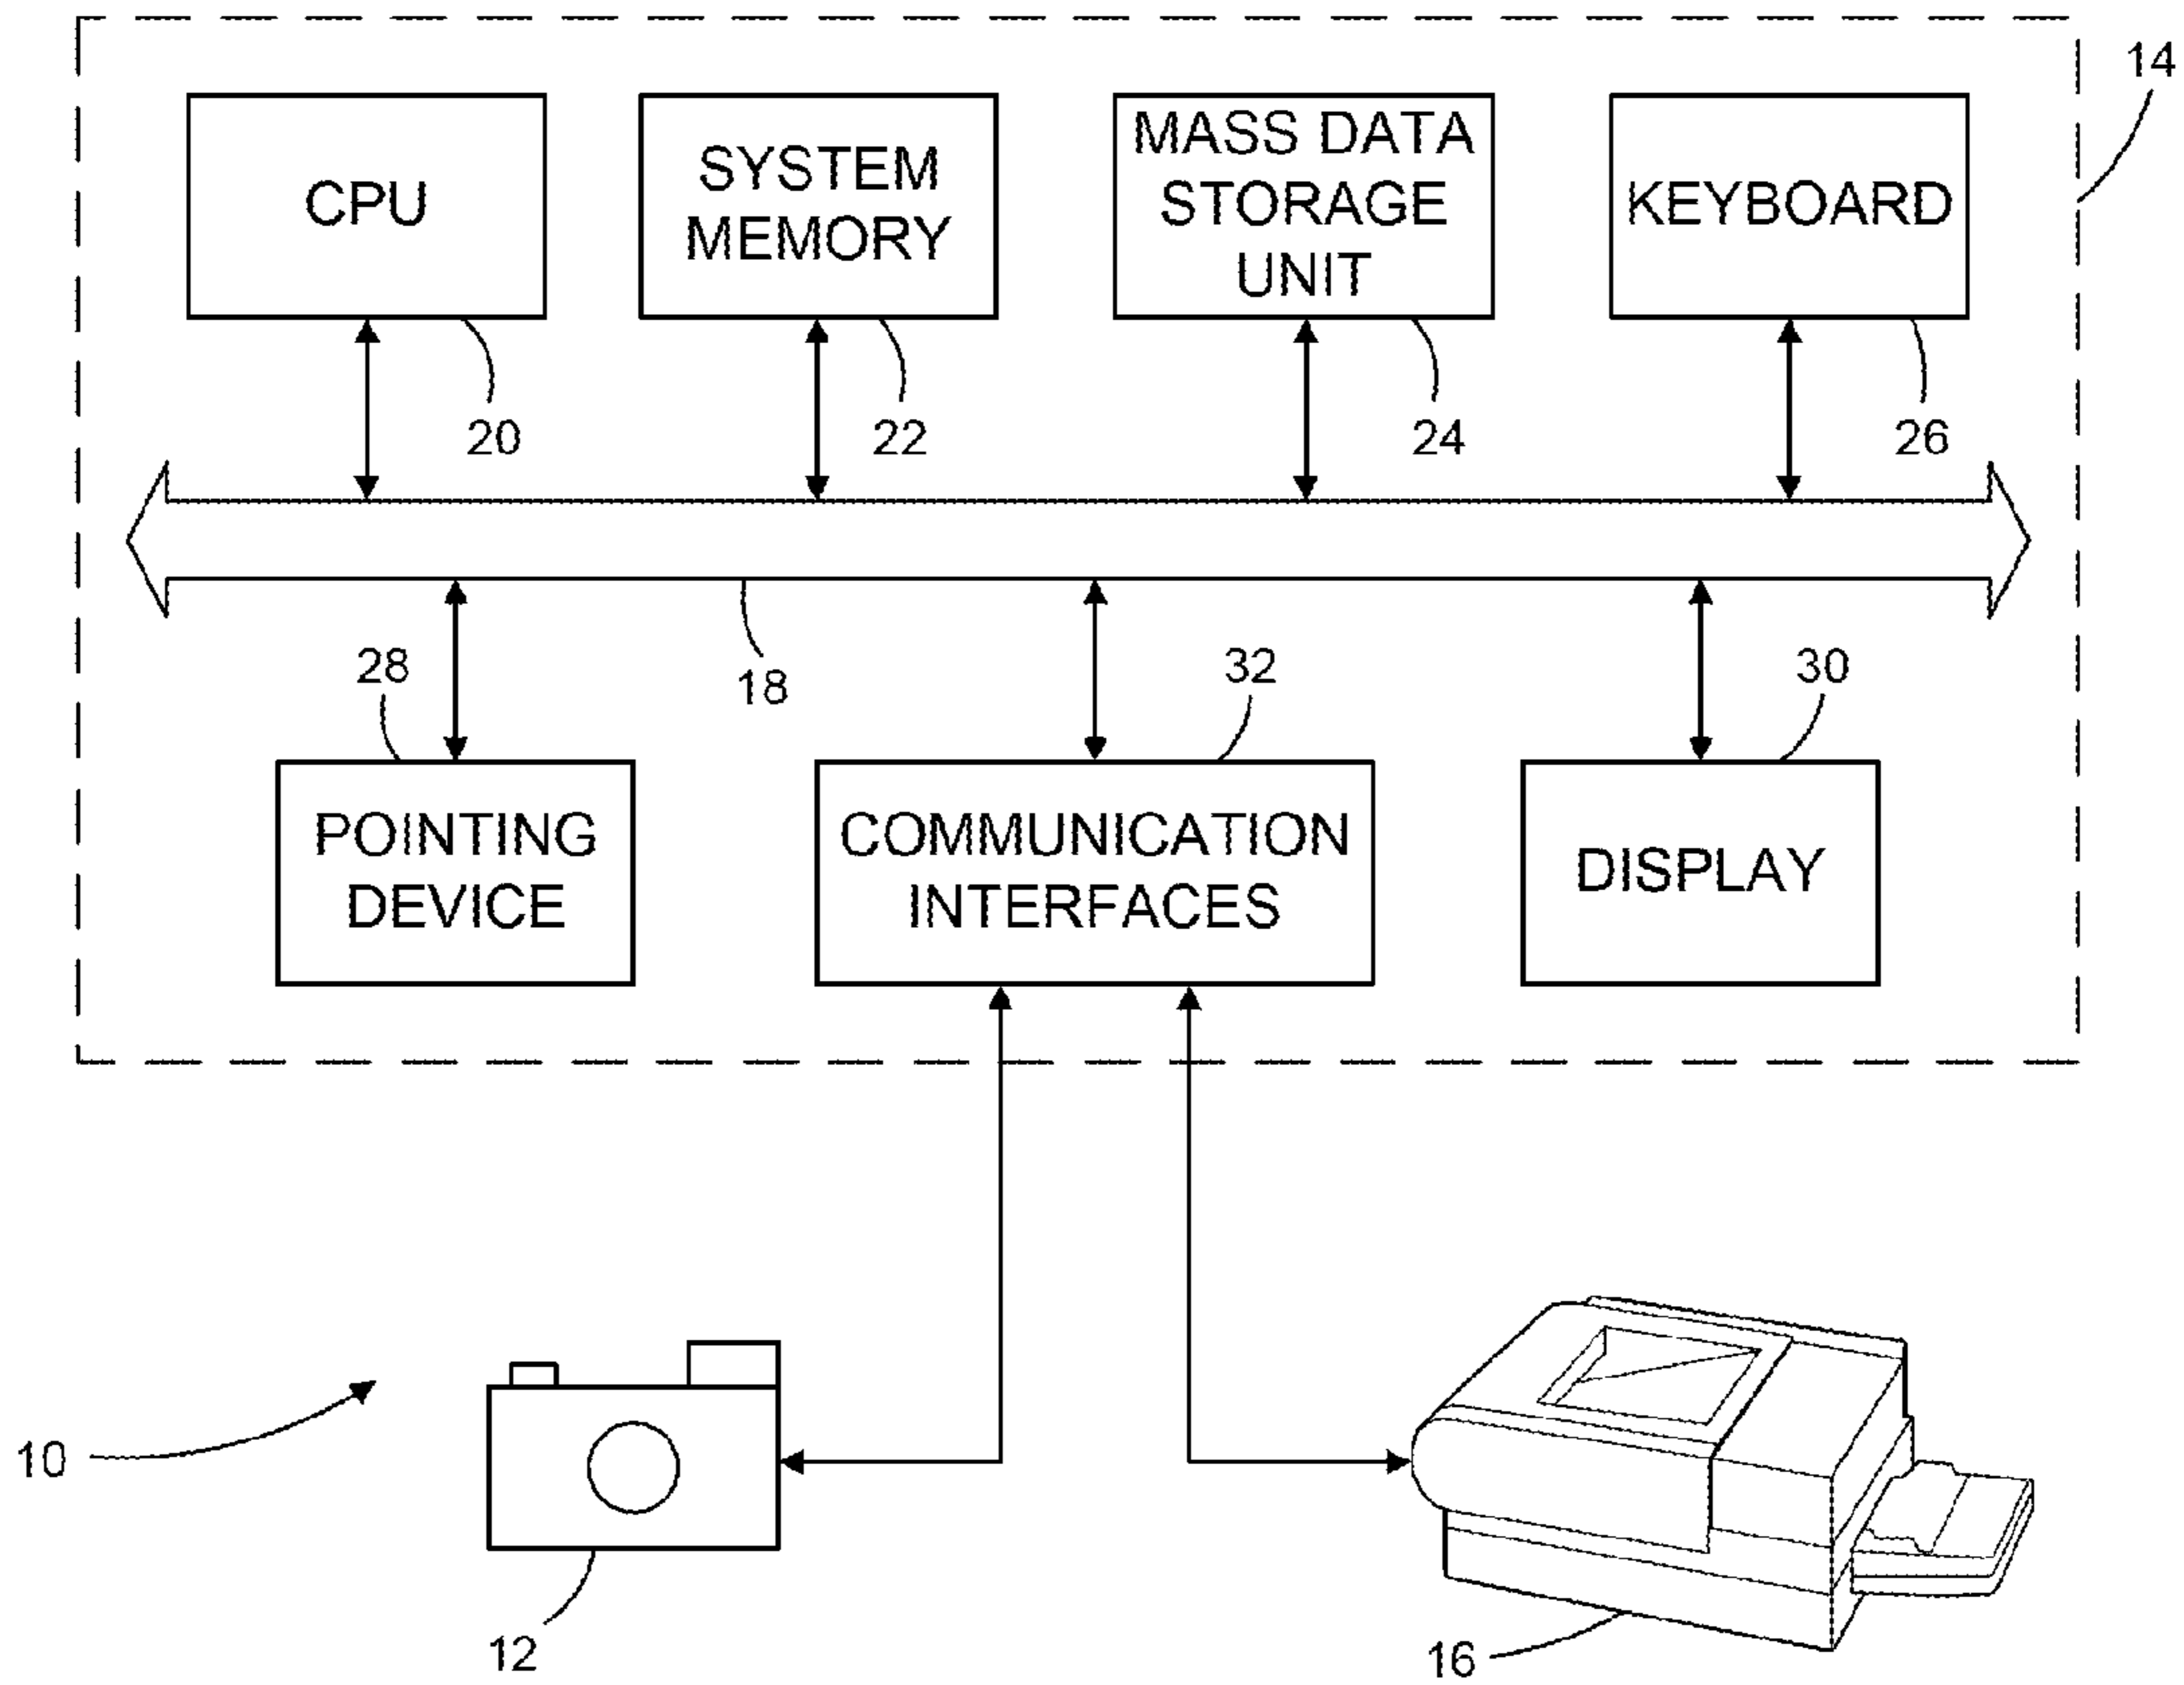 14
CPU
SYSTEM
MEMORY
MASS DATA
STORAGE
UNIT
KEYBOARD
20
22
24
26
28
18
32
30
POINTING
DEVICE
COMMUNICATION
INTERFACES
DISPLAY
10
12
16